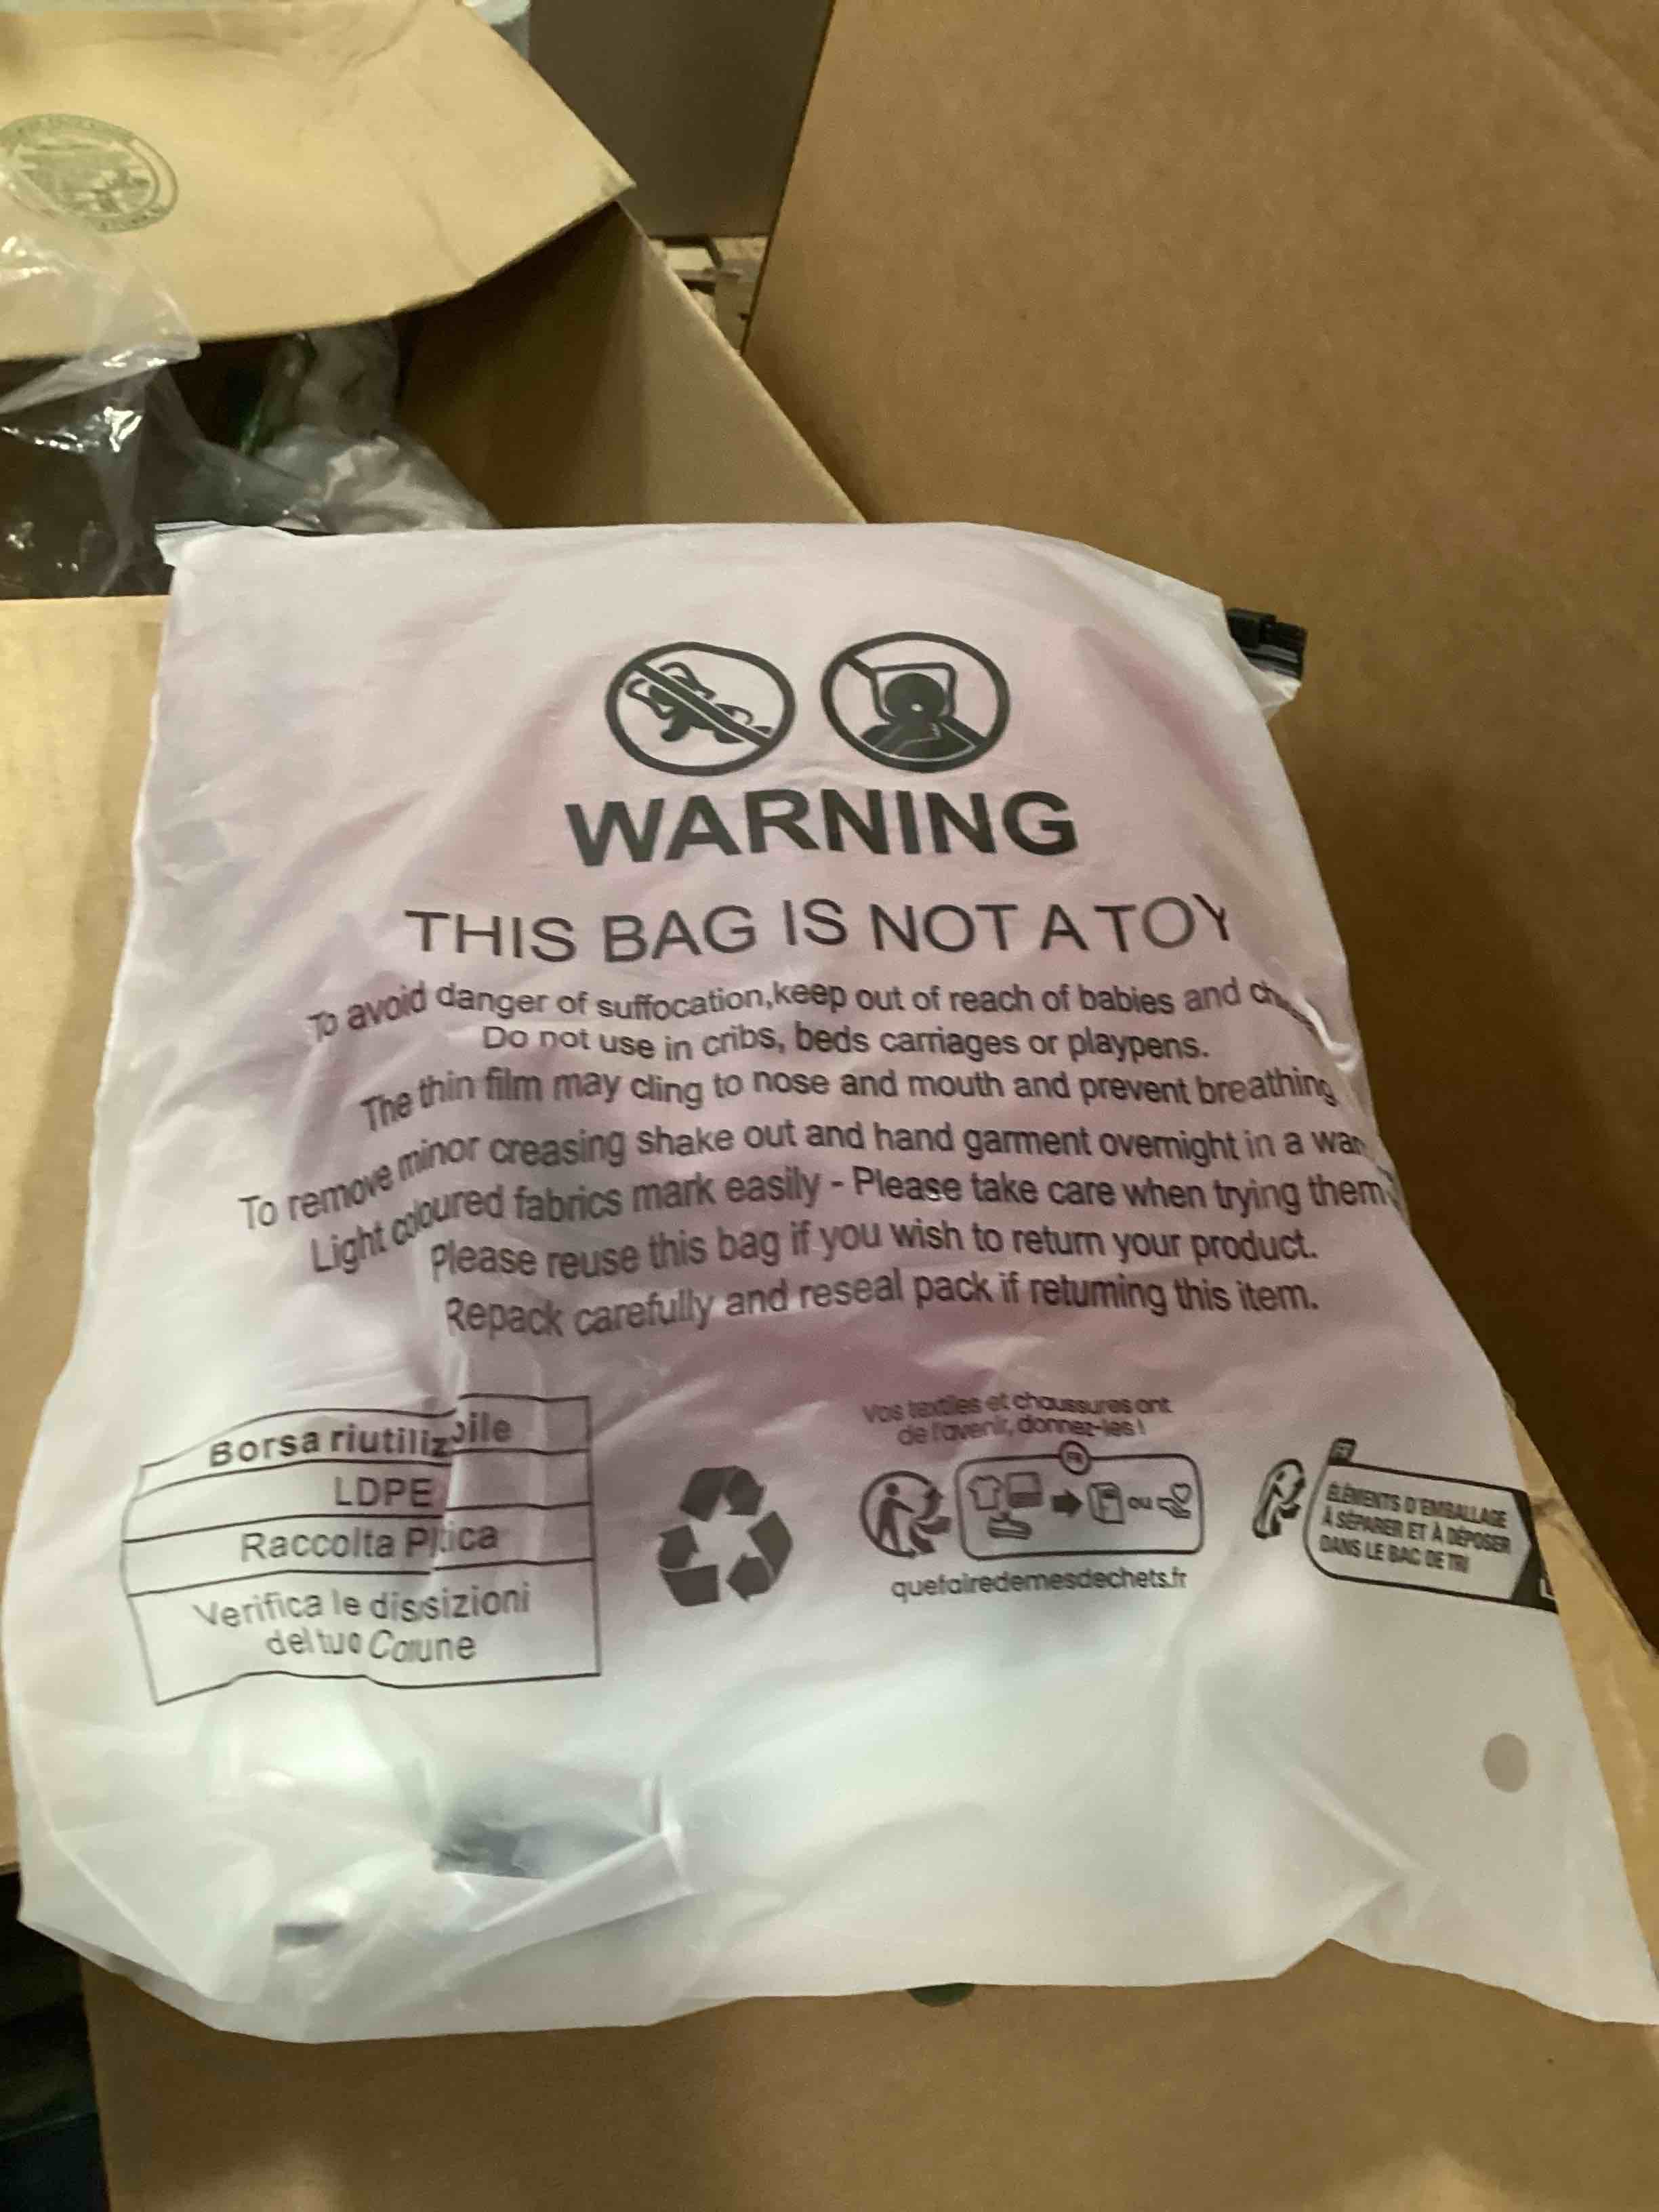 WARNING
THIS BAG IS NOT A TOY
To avoid danger of suffocation,keep out of reach of babies and
Do not use in cribs, beds carriages or playpens.
The thin film may cling to nose and mouth and prevent breathing
To remove minor creasing shake out and hand garment overnight in a
Light coloured fabrics mark easily - Please take care when trying them
Please reuse this bag if you wish to return your product.
Repack carefully and reseal pack if returning this item.
Vos textiles et chaussures ont
de l'avenir, donnez-les !
FR
ou
quefairedemesdechets.fr
FR
ÉLÉMENTS D'EMBALLAGE
À SÉPARER ET À DÉPOSER
DANS LE BAC DE TRI
Borsa riutilizbile
LDPE
Raccolta
Verifica le
del tuo